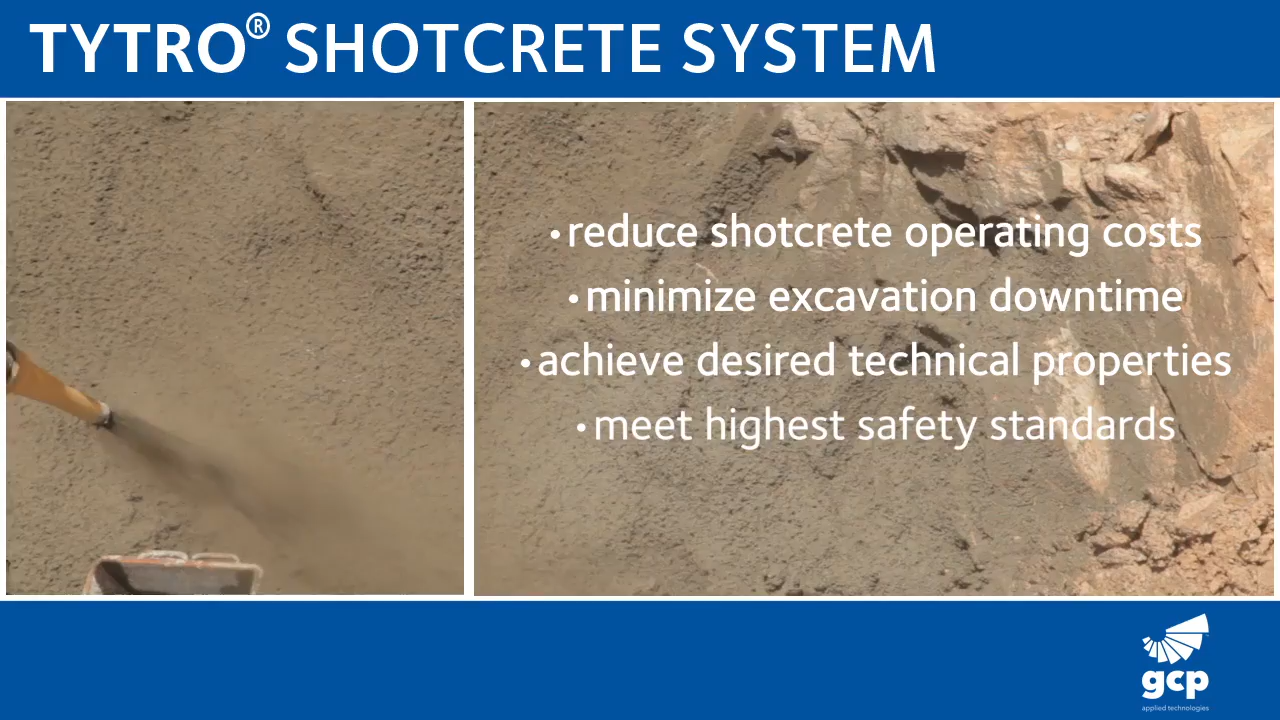 TYTRO® SHOTCRETE SYSTEM
• reduce shotcrete operating costs
• minimize excavation downtime
• achieve desired technical properties
• meet highest safety standards
gcp
applied technologies